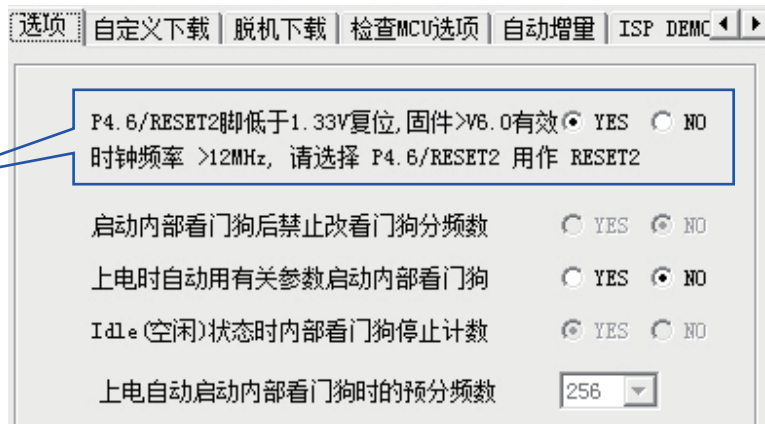 选项 自定义下载 脱机下载 检查MCU选项 自动增量 ISP DEMO
P4.6/RESET2脚低于1.33V复位,固件>V6.0有效 YES NO
时钟频率 >12MHz, 请选择 P4.6/RESET2 用作 RESET2
启动内部看门狗后禁止改看门狗分频数 YES NO
上电时自动用有关参数启动内部看门狗 YES NO
Idle(空闲)状态时内部看门狗停止计数 YES NO
上电自动启动内部看门狗时的预分频数 256